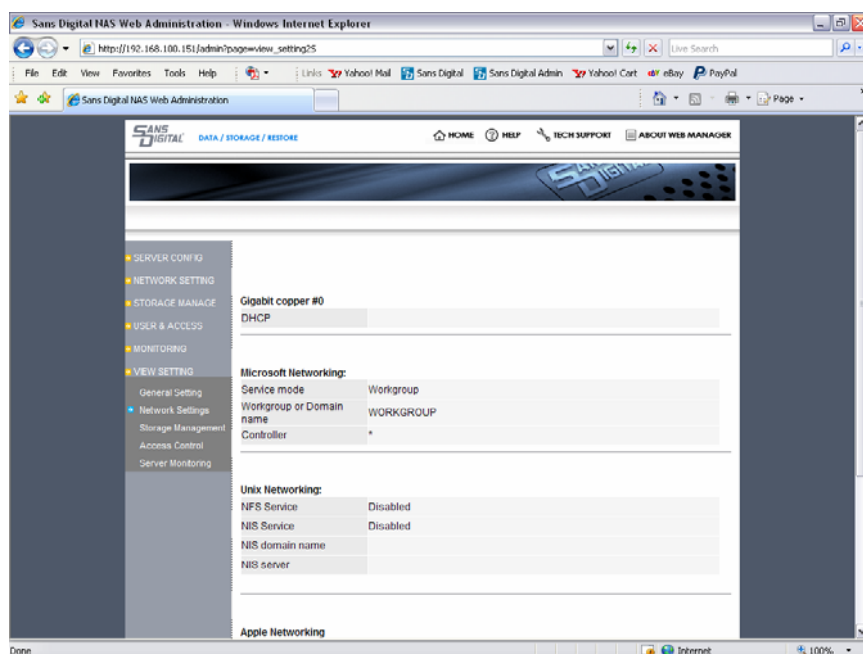 Sans Digital NAS Web Administration - Windows Internet Explorer
http://192.168.100.151/admin?page=view_setting25
Live Search
File Edit View Favorites Tools Help
Links Yahoo! Mail Sans Digital Sans Digital Admin Yahoo! Cart eBay PayPal
Sans Digital NAS Web Administration
Page
SANS DIGITAL DATA / STORAGE / RESTORE
HOME HELP TECH SUPPORT ABOUT WEB MANAGER
SANS DIGITAL
SERVER CONFIG
NETWORK SETTING
STORAGE MANAGE
USER & ACCESS
MONITORING
VIEW SETTING
General Setting
Network Settings
Storage Management
Access Control
Server Monitoring
Gigabit copper #0
DHCP
Microsoft Networking:
Service mode Workgroup
Workgroup or Domain name WORKGROUP
Controller *
Unix Networking:
NFS Service Disabled
NIS Service Disabled
NIS domain name
NIS server
Apple Networking
Done
Internet
100%